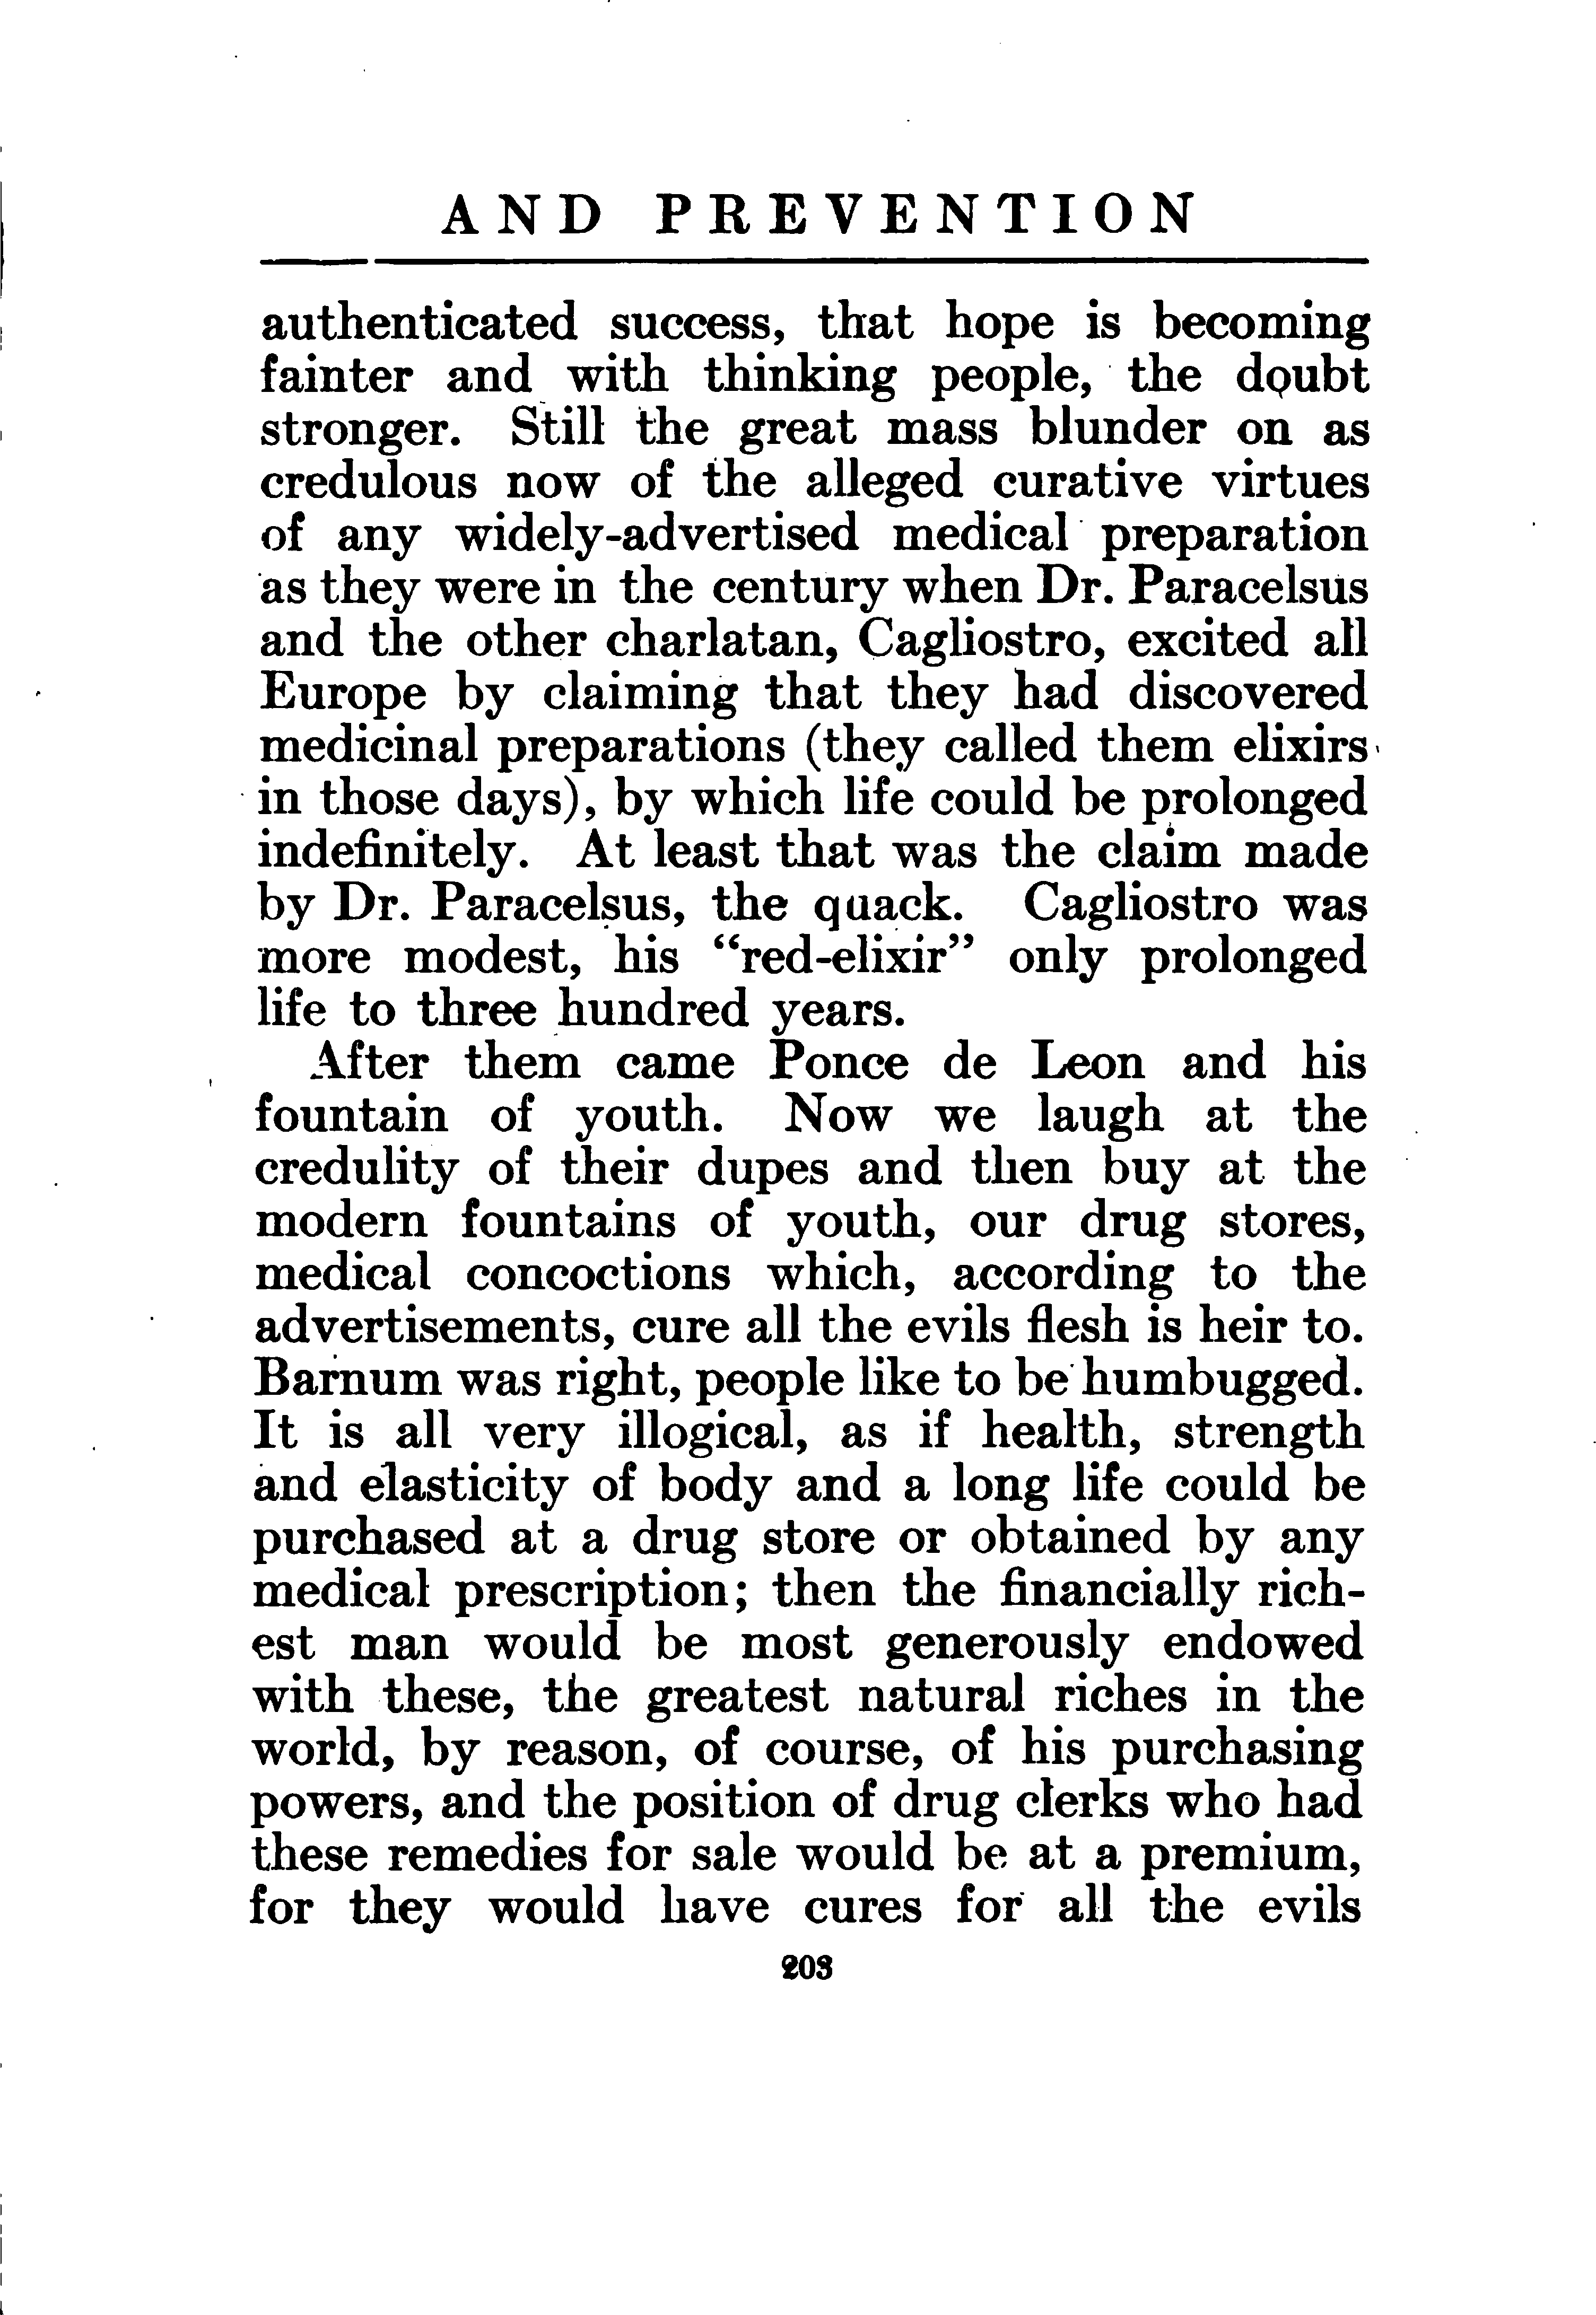 AND PREVENTION
authenticated success, that hope is becoming
fainter and with thinking people, the doubt
stronger. Still the great mass blunder on as
credulous now of the alleged curative virtues
of any widely-advertised medical preparation
as they were in the century when Dr. Paracelsus
and the other charlatan, Cagliostro, excited all
Europe by claiming that they had discovered
medicinal preparations (they called them elixirs
in those days), by which life could be prolonged
indefinitely. At least that was the claim made
by Dr. Paracelsus, the quack. Cagliostro was
more modest, his “red-elixir” only prolonged
life to three hundred years.
After them came Ponce de Leon and his
fountain of youth. Now we laugh at the
credulity of their dupes and then buy at the
modern fountains of youth, our drug stores,
medical concoctions which, according to the
advertisements, cure all the evils flesh is heir to.
Barnum was right, people like to be humbugged.
It is all very illogical, as if health, strength
and elasticity of body and a long life could be
purchased at a drug store or obtained by any
medical prescription; then the financially rich-
est man would be most generously endowed
with these, the greatest natural riches in the
world, by reason, of course, of his purchasing
powers, and the position of drug clerks who had
these remedies for sale would be at a premium,
for they would have cures for all the evils
203